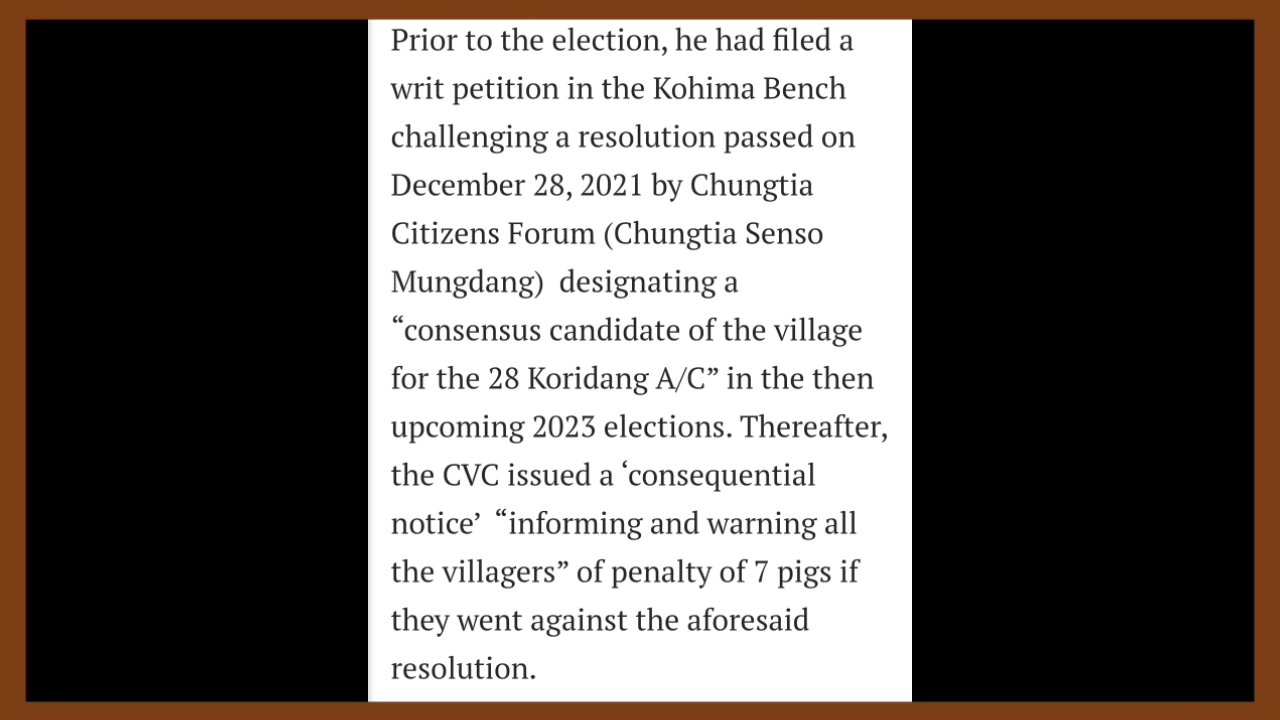 Prior to the election, he had filed a
writ petition in the Kohima Bench
challenging a resolution passed on
December 28, 2021 by Chungtia
Citizens Forum (Chungtia Senso
Mungdang)  designating a
“consensus candidate of the village
for the 28 Koridang A/C” in the then
upcoming 2023 elections. Thereafter,
the CVC issued a ‘consequential
notice’  “informing and warning all
the villagers” of penalty of 7 pigs if
they went against the aforesaid
resolution.